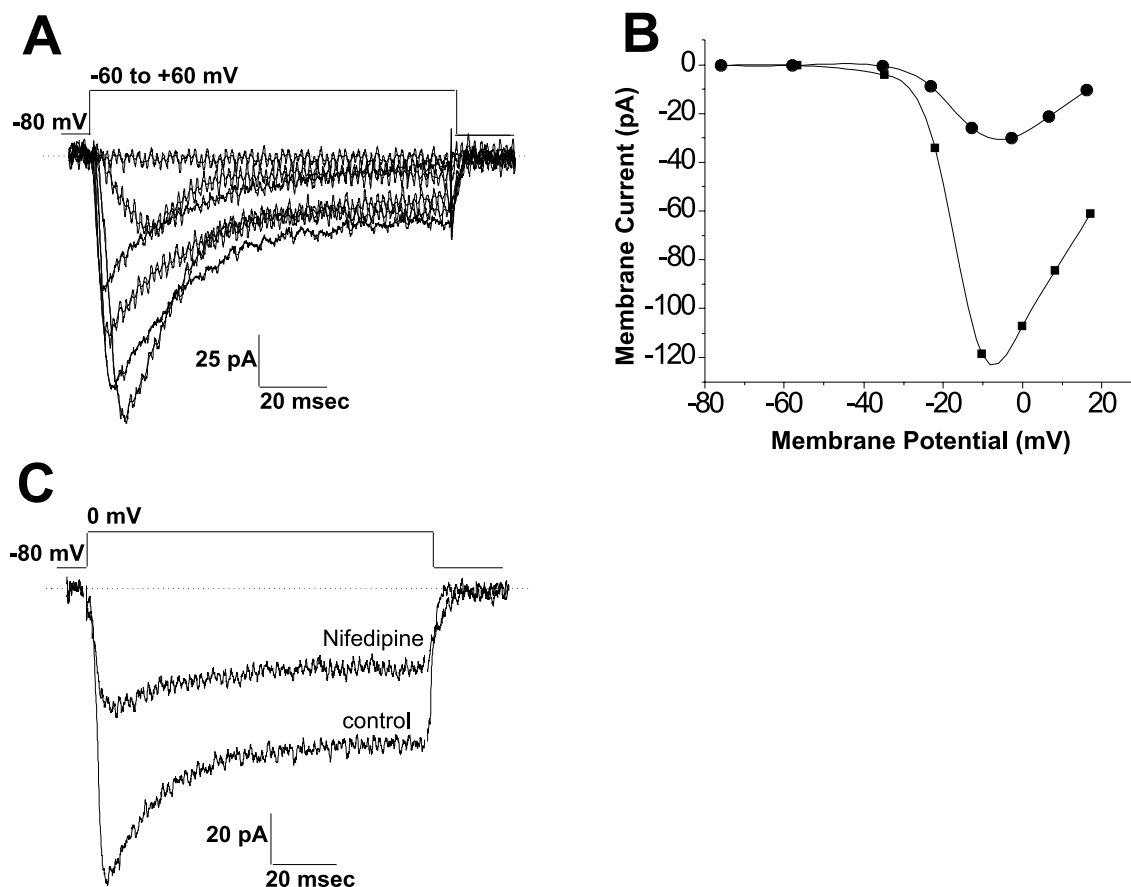 A
-60 to +60 mV
-80 mV
25 pA
20 msec
B
Membrane Current (pA)
0
-20
-40
-60
-80
-100
-120
-80
-60
-40
-20
0
20
Membrane Potential (mV)
C
0 mV
-80 mV
Nifedipine
control
20 pA
20 msec